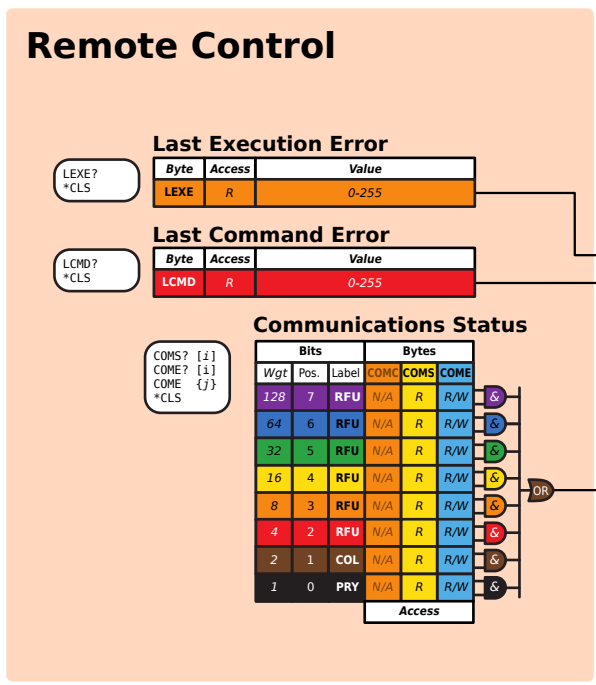 Remote Control
Last Execution Error
LEXE?
*CLS
Byte Access Value
LEXE R 0-255
Last Command Error
LCMD?
*CLS
Byte Access Value
LCMD R 0-255
Communications Status
COMS? [i]
COME? [i]
COME {j}
*CLS
Bits Bytes
Wgt Pos. Label COMC COMS COME
128 7 RFU N/A R R/W &
64 6 RFU N/A R R/W &
32 5 RFU N/A R R/W &
16 4 RFU N/A R R/W &
OR
8 3 RFU N/A R R/W &
4 2 RFU N/A R R/W &
2 1 COL N/A R R/W &
1 0 PRY N/A R R/W &
Access